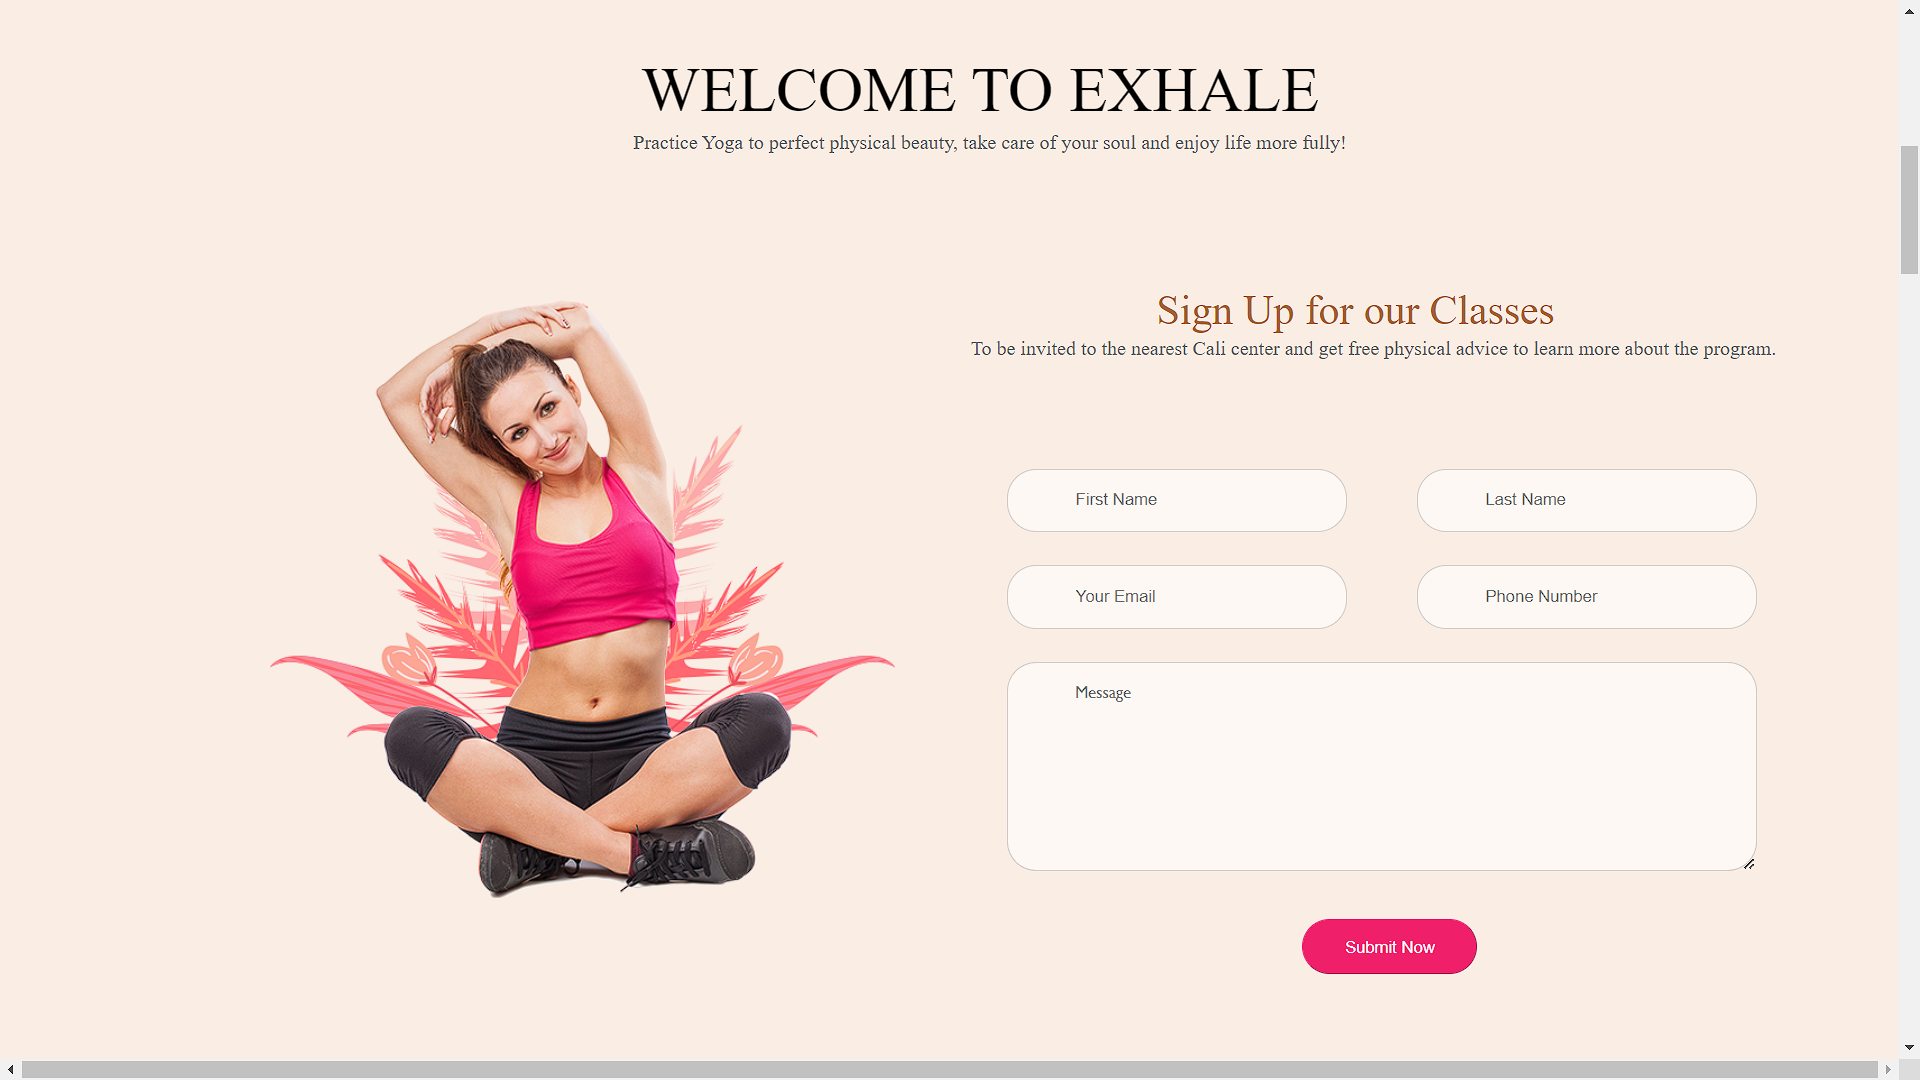 WELCOME TO EXHALE
Practice Yoga to perfect physical beauty, take care of your soul and enjoy life more fully!
Sign Up for our Classes
To be invited to the nearest Cali center and get free physical advice to learn more about the program.
First Name
Last Name
Your Email
Phone Number
Message
Submit Now